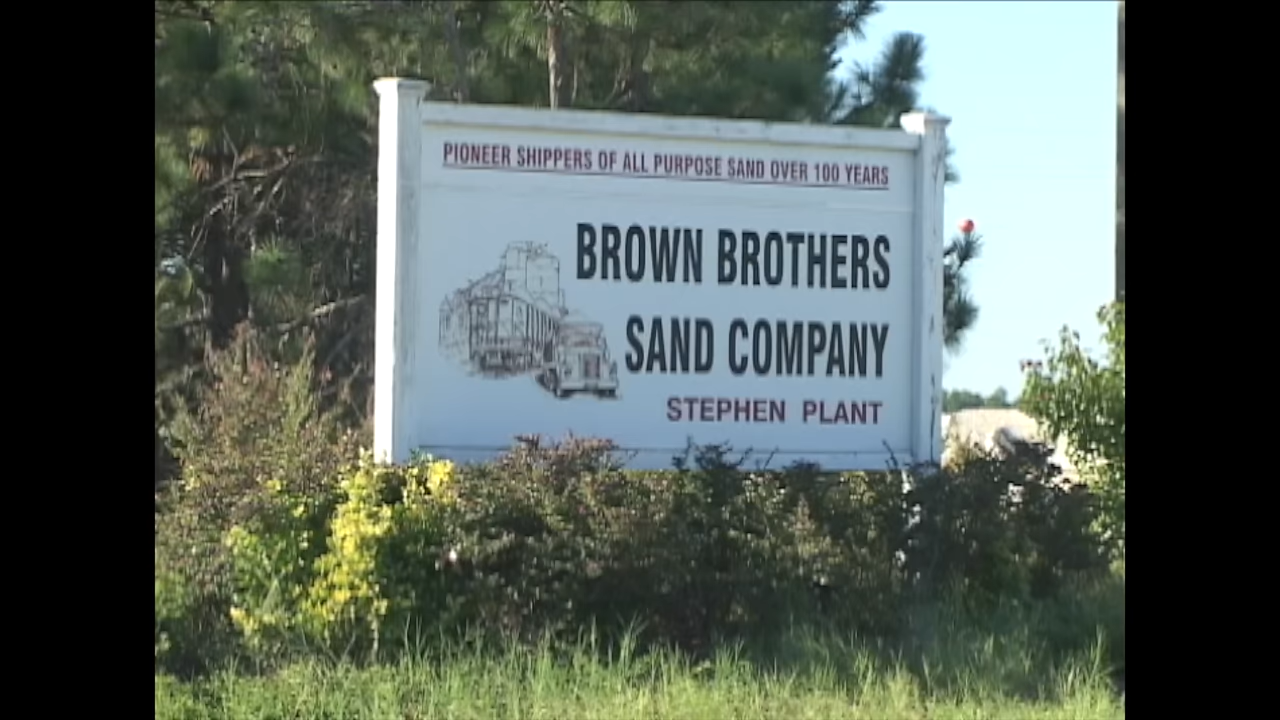 PIONEER SHIPPERS OF ALL PURPOSE SAND OVER 100 YEARS
BROWN BROTHERS
SAND COMPANY
STEPHEN PLANT